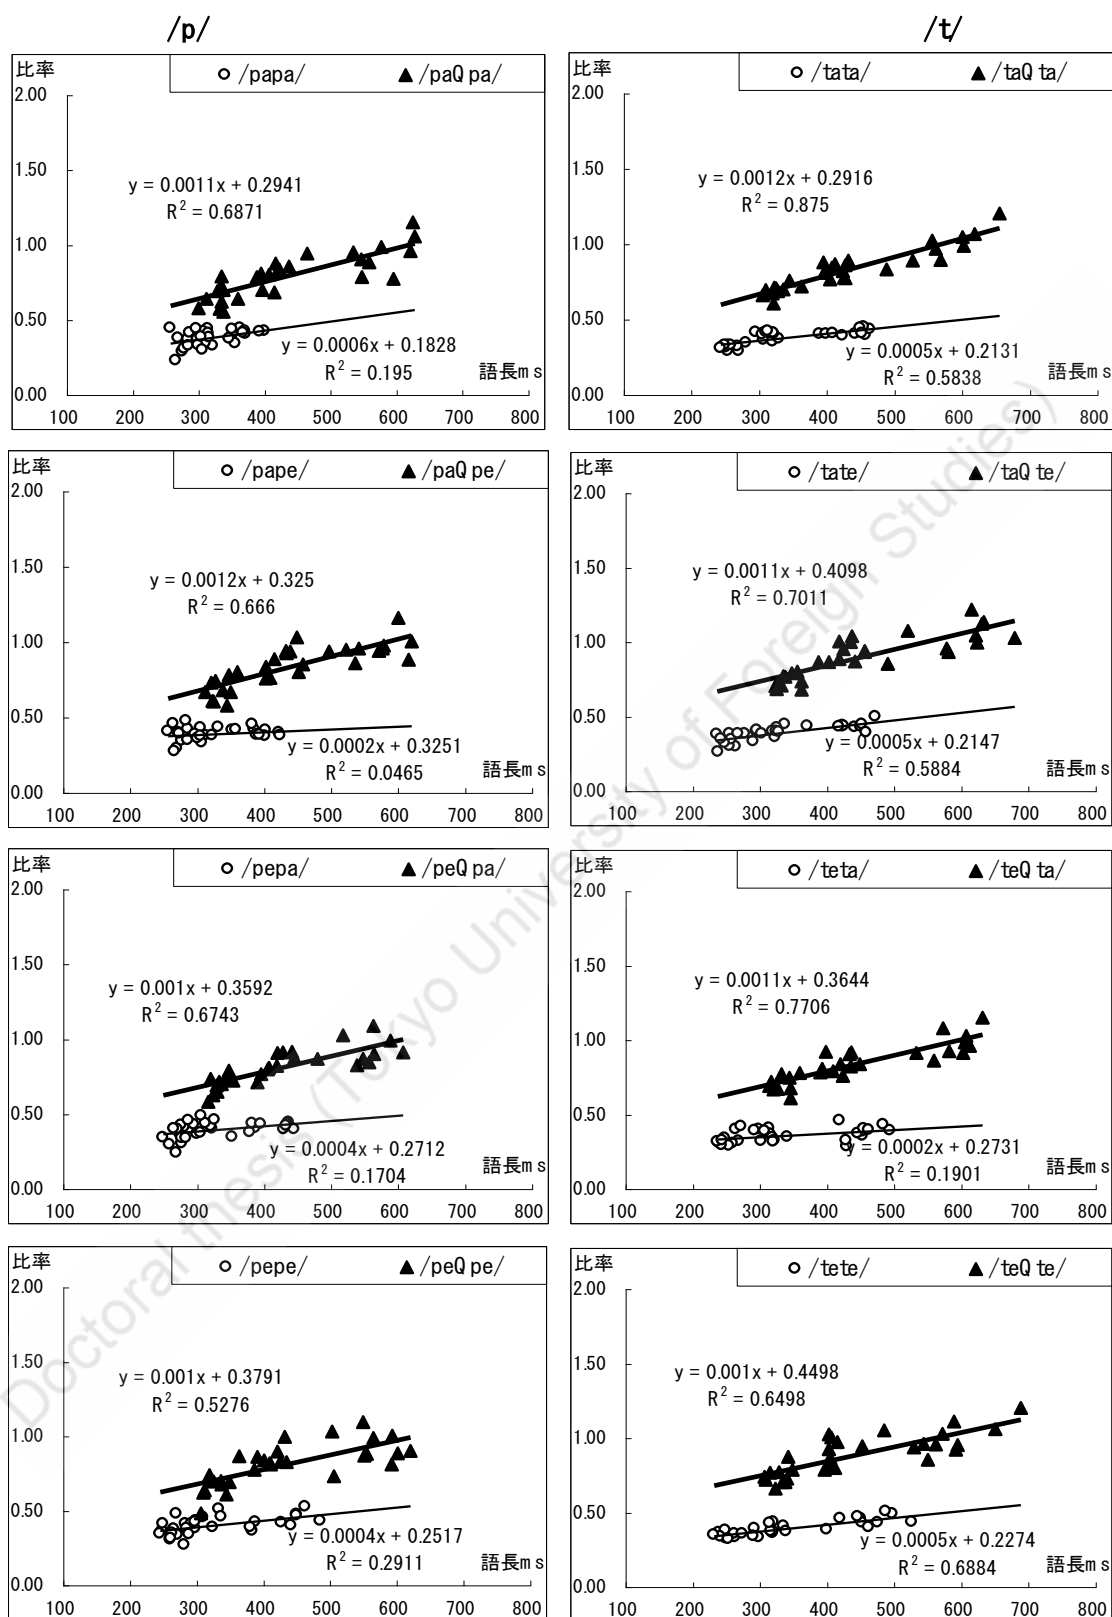 /p/ /t/
比率 /papa/ /paQ pa/
2.00
1.50
y = 0.0011x + 0.2941
R² = 0.6871
1.00
0.50
y = 0.0006x + 0.1828
R² = 0.195
語長m s
0.00
100 200 300 400 500 600 700 800
比率 /tata/ /taQ ta/
2.00
1.50
y = 0.0012x + 0.2916
R² = 0.875
1.00
0.50
y = 0.0005x + 0.2131
R² = 0.5838
語長m s
0.00
100 200 300 400 500 600 700 800
比率 /pape/ /paQ pe/
2.00
1.50
y = 0.0012x + 0.325
R² = 0.666
1.00
0.50
y = 0.0002x + 0.3251
R² = 0.0465
語長m s
0.00
100 200 300 400 500 600 700 800
比率 /tate/ /taQ te/
2.00
1.50
y = 0.0011x + 0.4098
R² = 0.7011
1.00
0.50
y = 0.0005x + 0.2147
R² = 0.5884
語長m s
0.00
100 200 300 400 500 600 700 800
比率 /pepa/ /peQ pa/
2.00
1.50
y = 0.001x + 0.3592
R² = 0.6743
1.00
0.50
y = 0.0004x + 0.2712
R² = 0.1704
語長m s
0.00
100 200 300 400 500 600 700 800
比率 /teta/ /teQ ta/
2.00
1.50
y = 0.0011x + 0.3644
R² = 0.7706
1.00
0.50
y = 0.0002x + 0.2731
R² = 0.1901
語長m s
0.00
100 200 300 400 500 600 700 800
比率 /pepe/ /peQ pe/
2.00
1.50
y = 0.001x + 0.3791
R² = 0.5276
1.00
0.50
y = 0.0004x + 0.2517
R² = 0.2911
語長m s
0.00
100 200 300 400 500 600 700 800
比率 /tete/ /teQ te/
2.00
1.50
y = 0.001x + 0.4498
R² = 0.6498
1.00
0.50
y = 0.0005x + 0.2274
R² = 0.6884
語長m s
0.00
100 200 300 400 500 600 700 800
Doctoral thesis (Tokyo University of Foreign Studies)